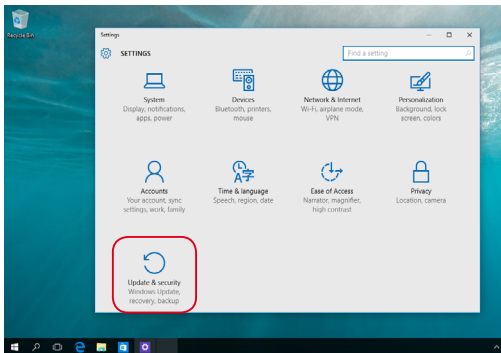 Recycle Bin
Settings
SETTINGS
Find a setting
System
Display, notifications,
apps, power
Devices
Bluetooth, printers,
mouse
Network & Internet
Wi-Fi, airplane mode,
VPN
Personalization
Background, lock
screen, colors
Accounts
Your account, sync
settings, work, family
Time & language
Speech, region, date
Ease of Access
Narrator, magnifier,
high contrast
Privacy
Location, camera
Update & security
Windows Update,
recovery, backup